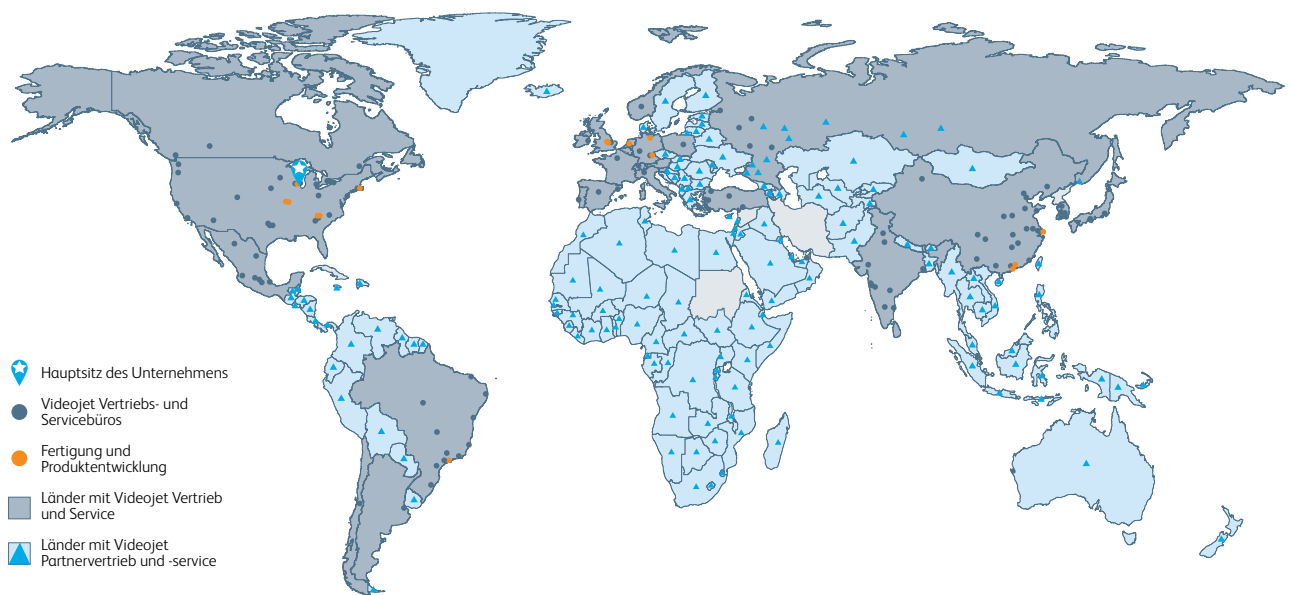 Hauptsitz des Unternehmens
Videojet Vertriebs- und
Servicebüros
Fertigung und
Produktentwicklung
Länder mit Videojet Vertrieb
und Service
Länder mit Videojet
Partnervertrieb und -service